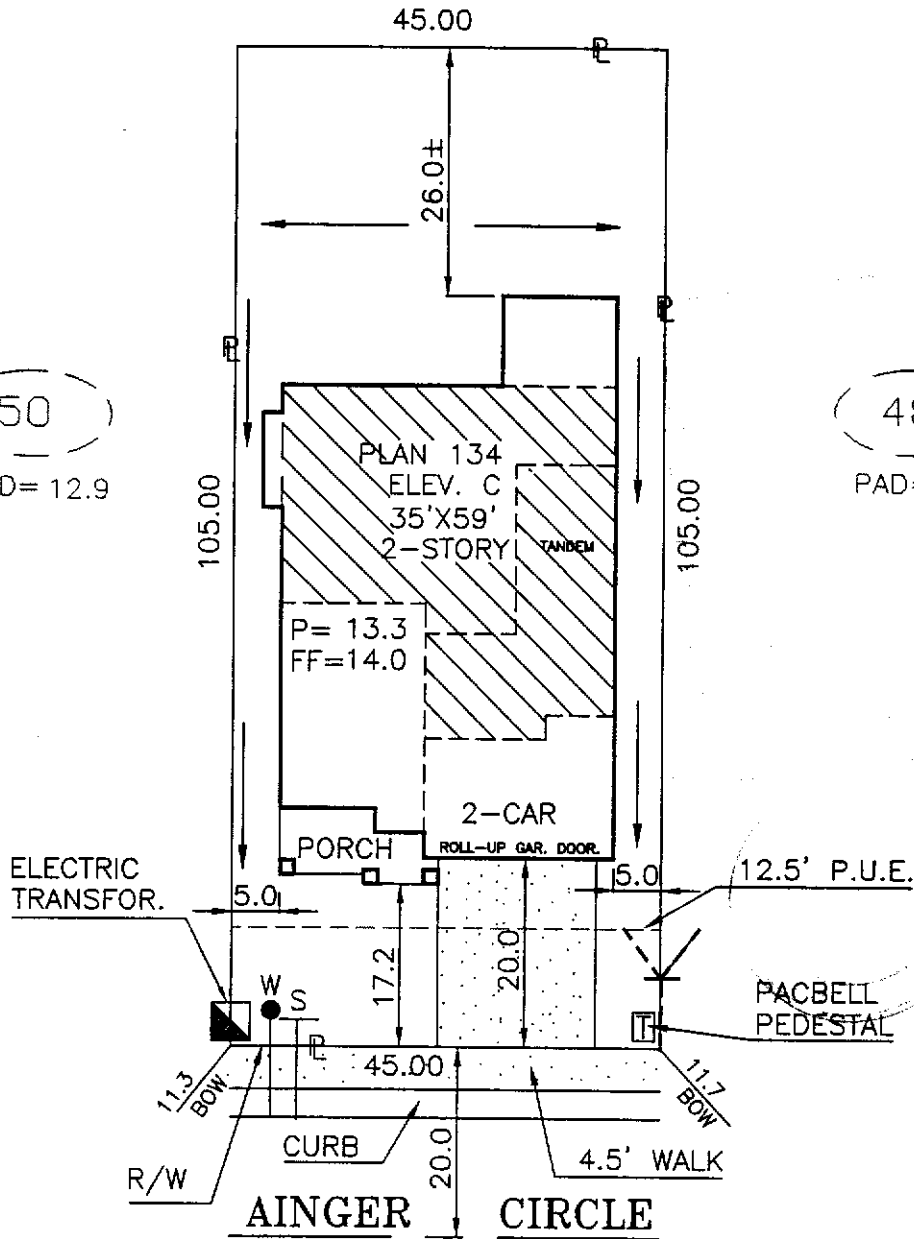 45.00
PL
26.0±
PL
PL
50
D= 12.9
PAD=
105.00
105.00
PLAN 134
ELEV. C
35'X59'
2-STORY
TANDEM
P= 13.3
FF=14.0
2-CAR
PORCH
ROLL-UP GAR. DOOR.
ELECTRIC
TRANSFOR.
5.0
5.0
12.5' P.U.E.
17.2
20.0
W
S
PACBELL
PEDESTAL
T
PL
45.00
11.3
BOW
11.7
BOW
CURB
20.0
4.5' WALK
R/W
AINGER CIRCLE